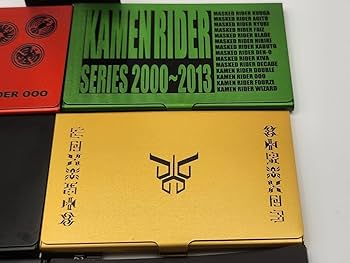 KAMEN RIDER
SERIES 2000~2013
MASKED RIDER KUUGA
MASKED RIDER AGITO
MASKED RIDER RYUKI
MASKED RIDER FAIZ
MASKED RIDER BLADE
MASKED RIDER HIBIKI
MASKED RIDER KABUTO
MASKED RIDER DEN-O
MASKED RIDER KIVA
MASKED RIDER DECADE
KAMEN RIDER DOUBLE
KAMEN RIDER OOO
KAMEN RIDER FOURZE
KAMEN RIDER WIZARD
DER OOO